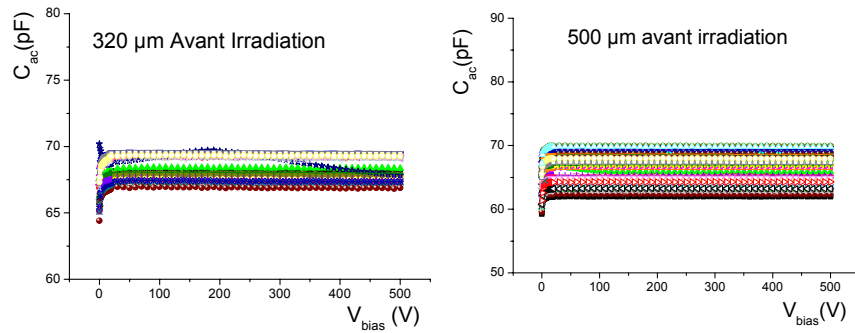 80
75
70
65
60
C_ac(pF)
320 µm Avant Irradiation
0 100 200 300 400 500
V_bias (V)
90
80
70
60
50
C_ac(pF)
500 µm avant irradiation
0 100 200 300 400 500
V_bias(V)